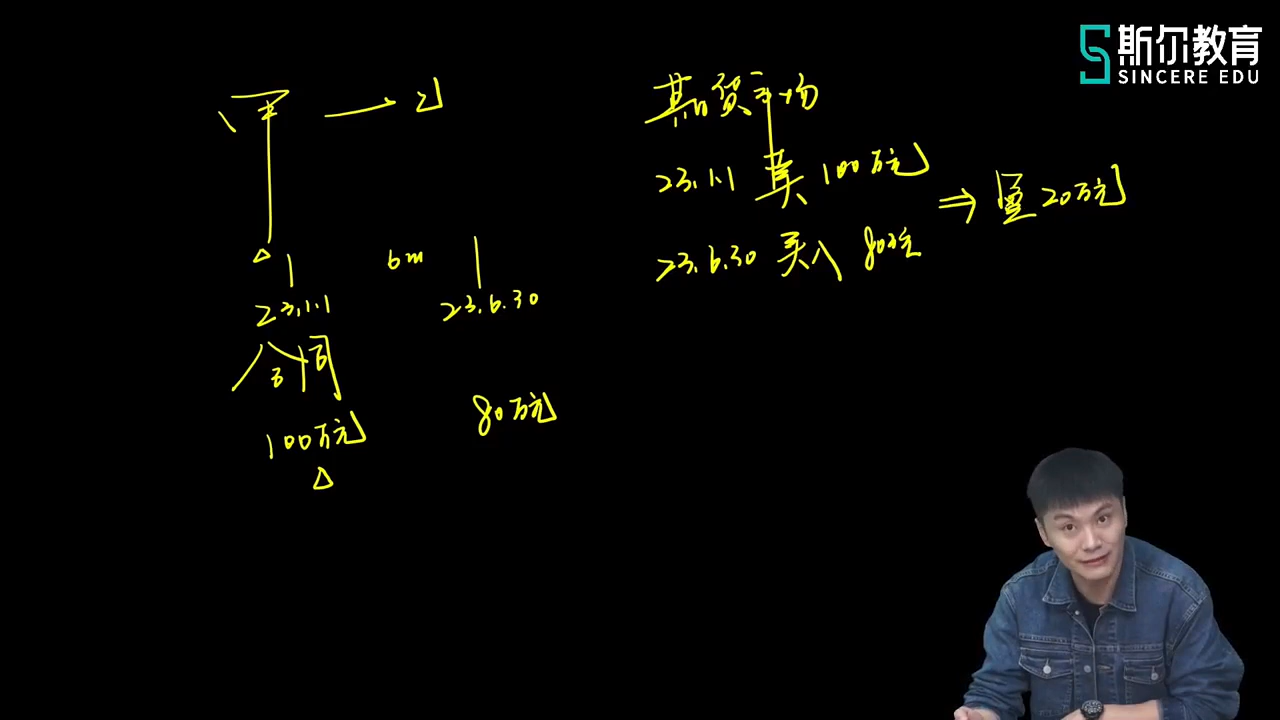 斯尔教育
SINCERE EDU
甲 → 乙
6m
23.1.1 23.6.30
合同
100万元 80万元
期货市场
23.1.1 卖 100万元
23.6.30 买入 80万元
⇒ 赚 20万元